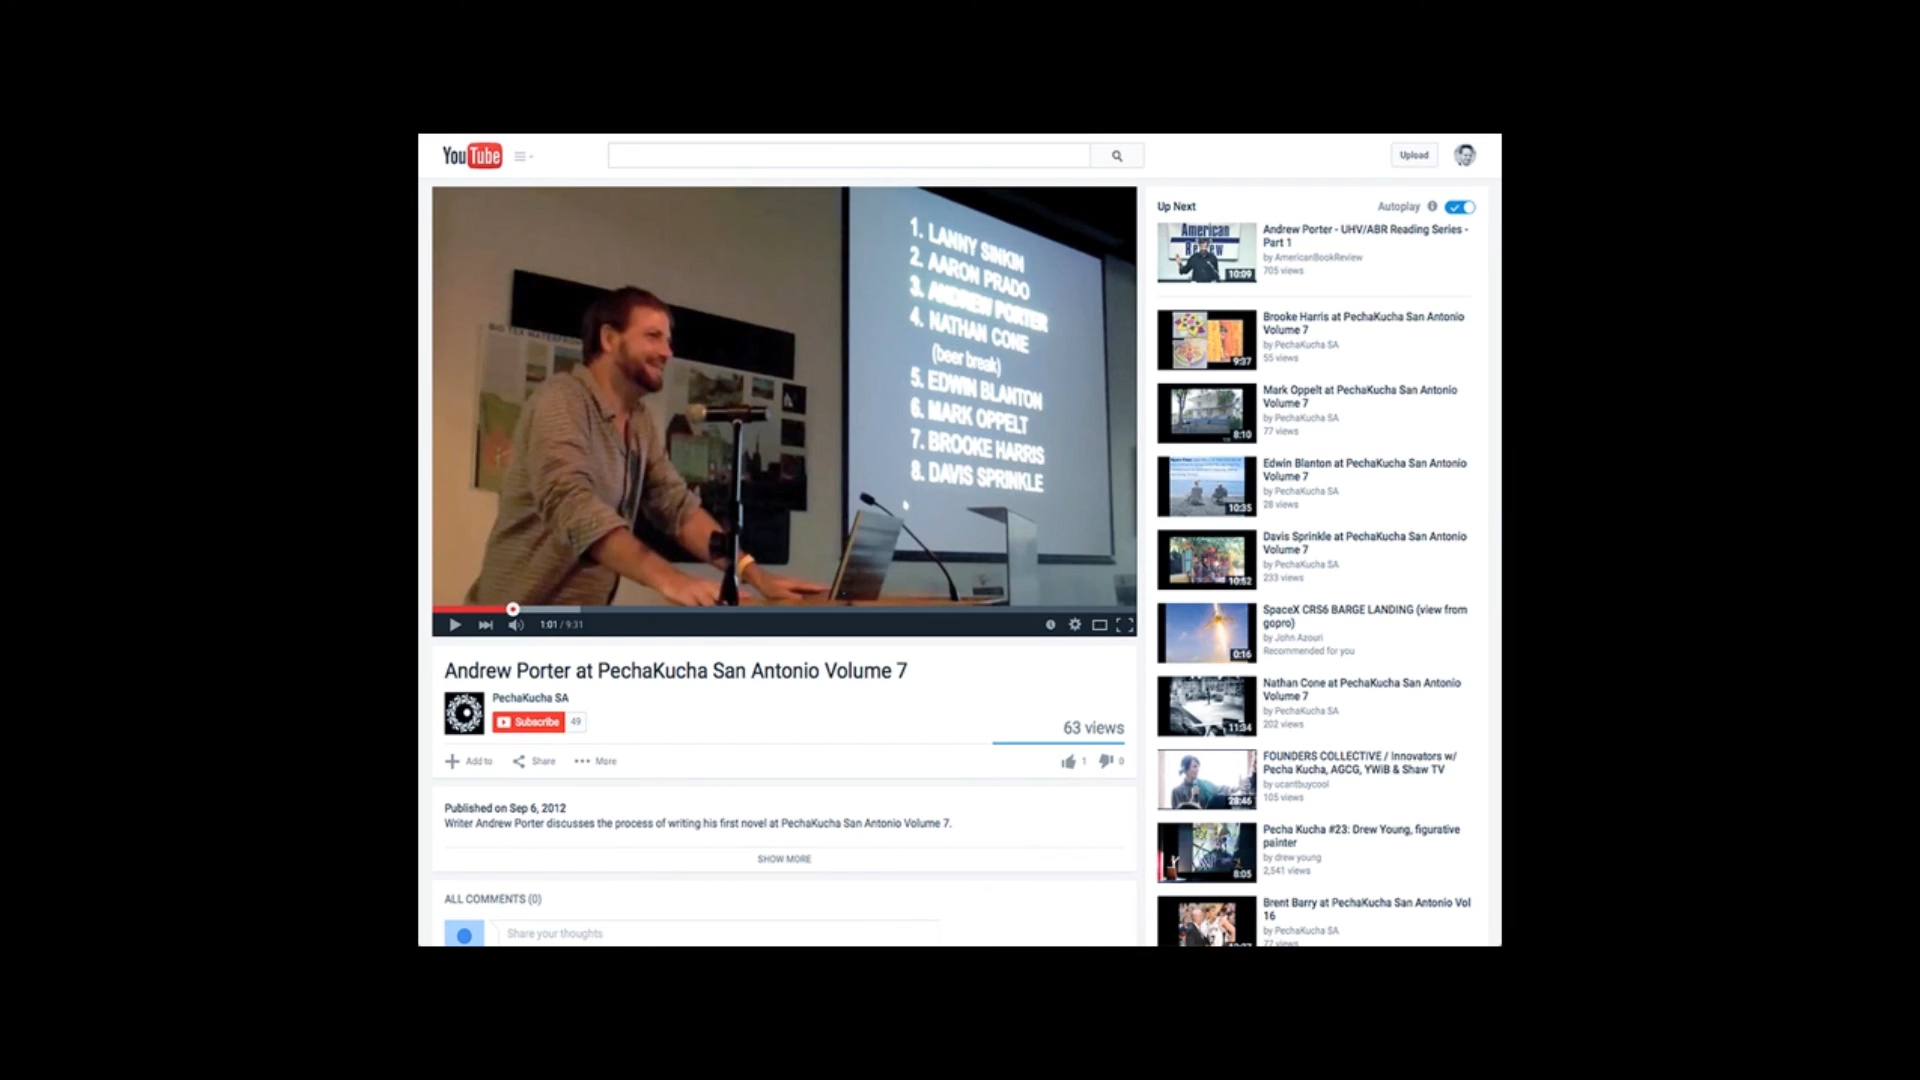 YouTube
Upload
1. LANNY SINKIN
2. AARON PRADO
3. ANDREW PORTER
4. NATHAN CONE
(beer break)
5. EDWIN BLANTON
6. MARK OPPELT
7. BROOKE HARRIS
8. DAVIS SPRINKLE
BIG TEX WATERFRONT
1:01 / 9:31
Andrew Porter at PechaKucha San Antonio Volume 7
PechaKucha SA
Subscribe 49
63 views
Add to Share More 1 0
Published on Sep 6, 2012
Writer Andrew Porter discusses the process of writing his first novel at PechaKucha San Antonio Volume 7.
SHOW MORE
ALL COMMENTS (0)
Share your thoughts
Up Next Autoplay
American
Review
10:09
Andrew Porter - UHV/ABR Reading Series -
Part 1
by AmericanBookReview
705 views
9:37
Brooke Harris at PechaKucha San Antonio
Volume 7
by PechaKucha SA
55 views
8:10
Mark Oppelt at PechaKucha San Antonio
Volume 7
by PechaKucha SA
77 views
10:35
Edwin Blanton at PechaKucha San Antonio
Volume 7
by PechaKucha SA
28 views
10:52
Davis Sprinkle at PechaKucha San Antonio
Volume 7
by PechaKucha SA
233 views
0:16
SpaceX CRS6 BARGE LANDING (view from
gopro)
by John Azouri
Recommended for you
11:34
Nathan Cone at PechaKucha San Antonio
Volume 7
by PechaKucha SA
202 views
28:46
FOUNDERS COLLECTIVE / Innovators w/
Pecha Kucha, AGCG, YWiB & Shaw TV
by ucantbuycool
105 views
8:05
Pecha Kucha #23: Drew Young, figurative
painter
by drew young
2,541 views
Brent Barry at PechaKucha San Antonio Vol
16
by PechaKucha SA
77 views